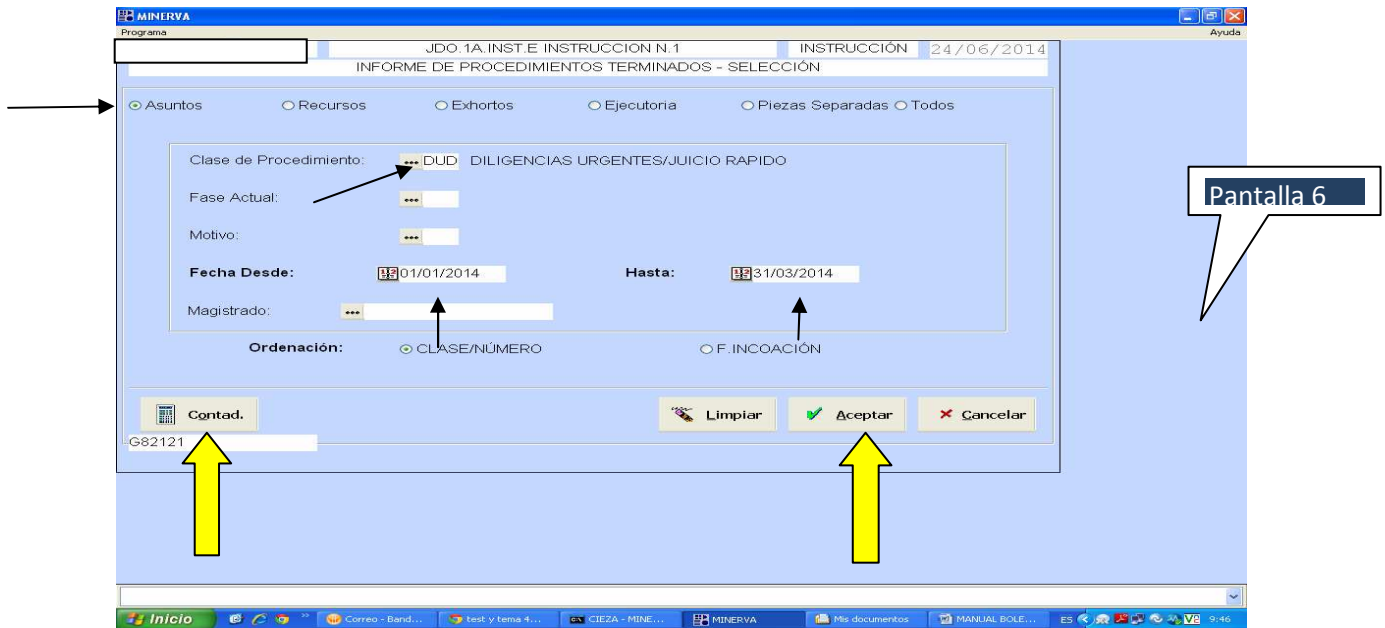 MINERVA
Programa Ayuda
JDO.1A.INST.E INSTRUCCION N.1 INSTRUCCIÓN 24/06/2014
INFORME DE PROCEDIMIENTOS TERMINADOS - SELECCIÓN
Asuntos Recursos Exhortos Ejecutoria Piezas Separadas Todos
Clase de Procedimiento: ... DUD DILIGENCIAS URGENTES/JUICIO RAPIDO
Pantalla 6
Fase Actual: ...
Motivo: ...
Fecha Desde: 01/01/2014 Hasta: 31/03/2014
Magistrado: ...
Ordenación: CLASE/NÚMERO F.INCOACIÓN
Contad. Limpiar Aceptar Cancelar
G82121
Inicio Correo - Band... test y tema 4... CIEZA - MINE... MINERVA Mis documentos MANUAL BOLE... ES V2 9:46